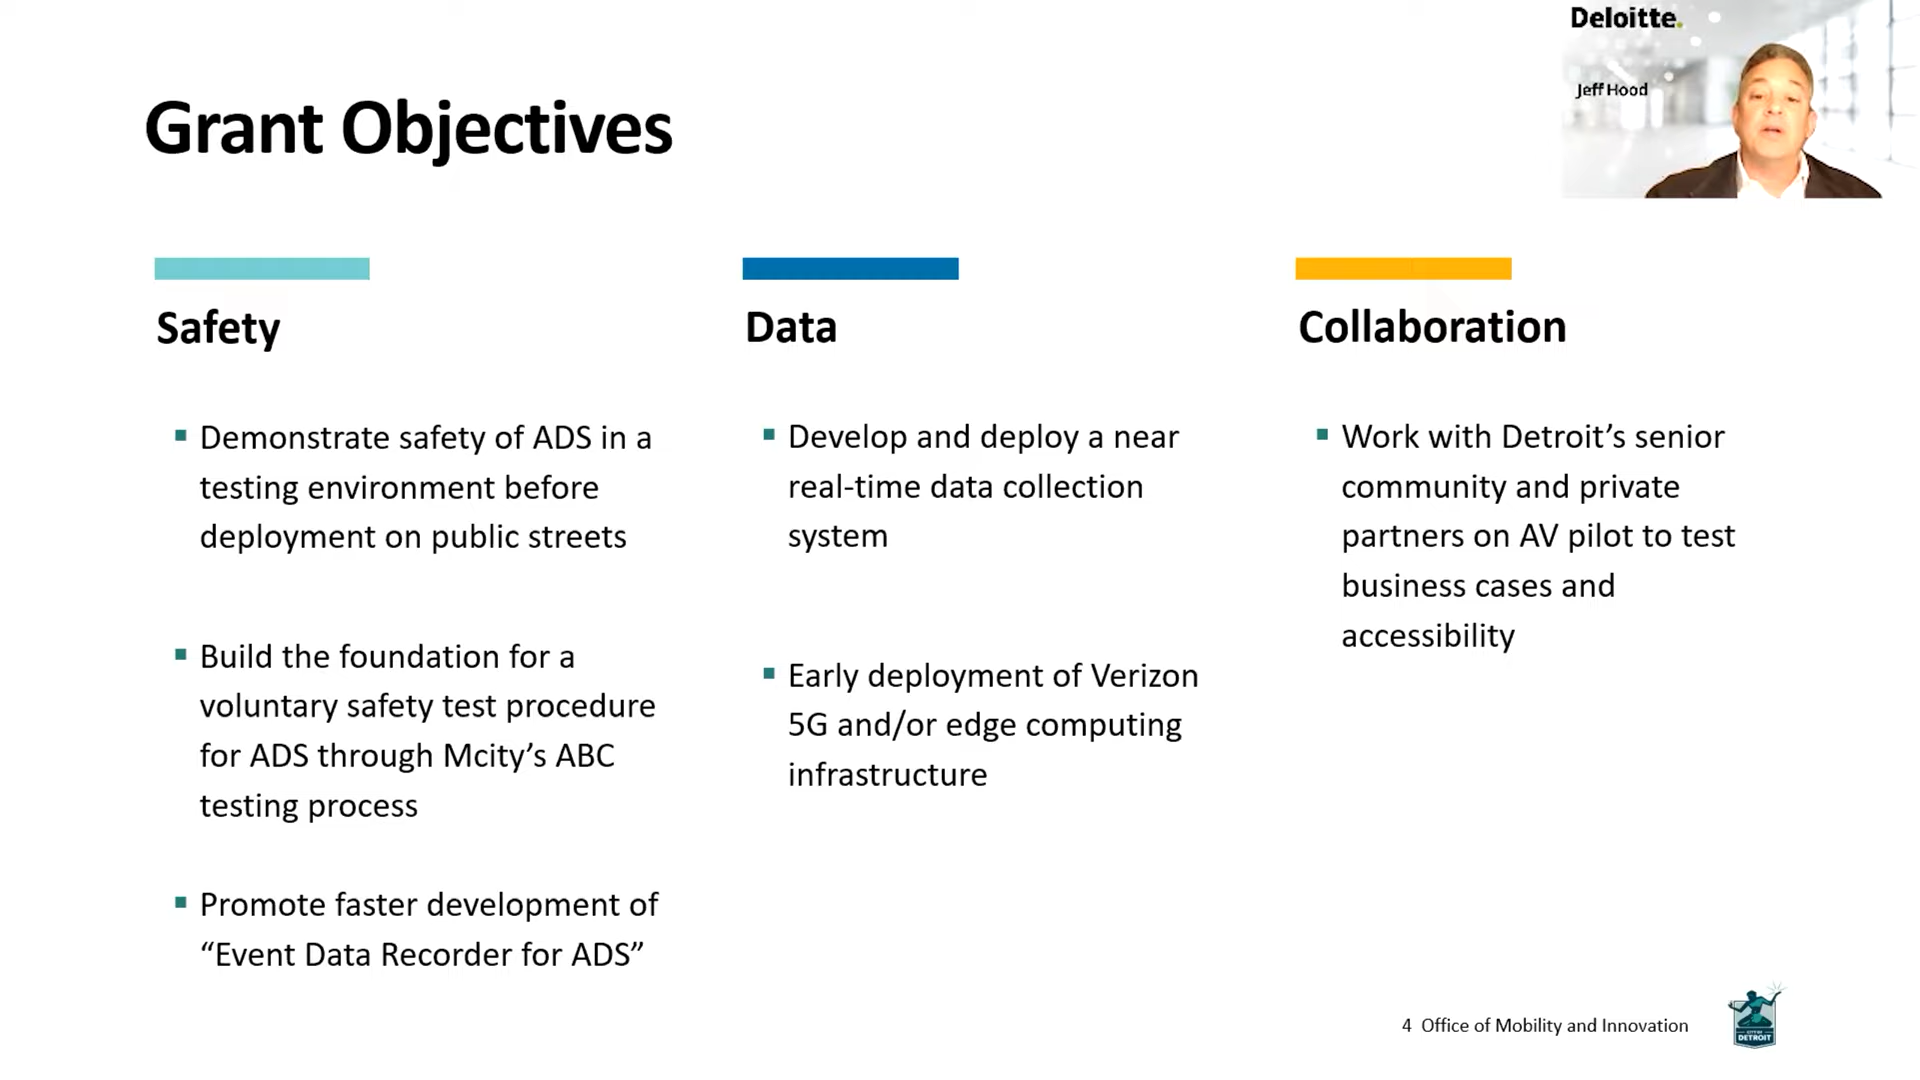 Deloitte.
Jeff Hood
Grant Objectives
Safety
Demonstrate safety of ADS in a
testing environment before
deployment on public streets
Build the foundation for a
voluntary safety test procedure
for ADS through Mcity’s ABC
testing process
Promote faster development of
“Event Data Recorder for ADS”
Data
Develop and deploy a near
real-time data collection
system
Early deployment of Verizon
5G and/or edge computing
infrastructure
Collaboration
Work with Detroit’s senior
community and private
partners on AV pilot to test
business cases and
accessibility
4 Office of Mobility and Innovation
CITY OF
DETROIT